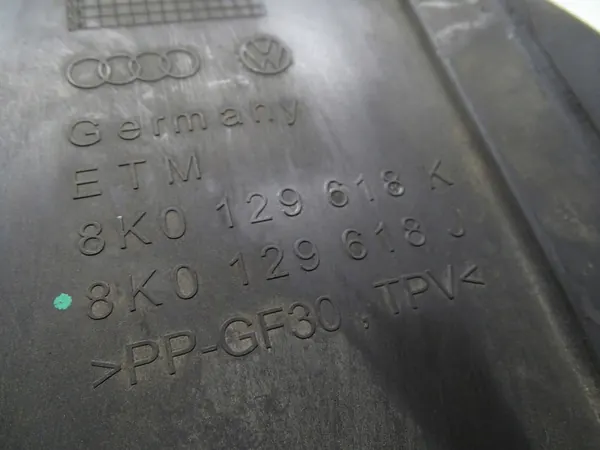 Germany
ETM
8K0 129 618 K
8K0 129 618 J
>PP-GF30,TPV<